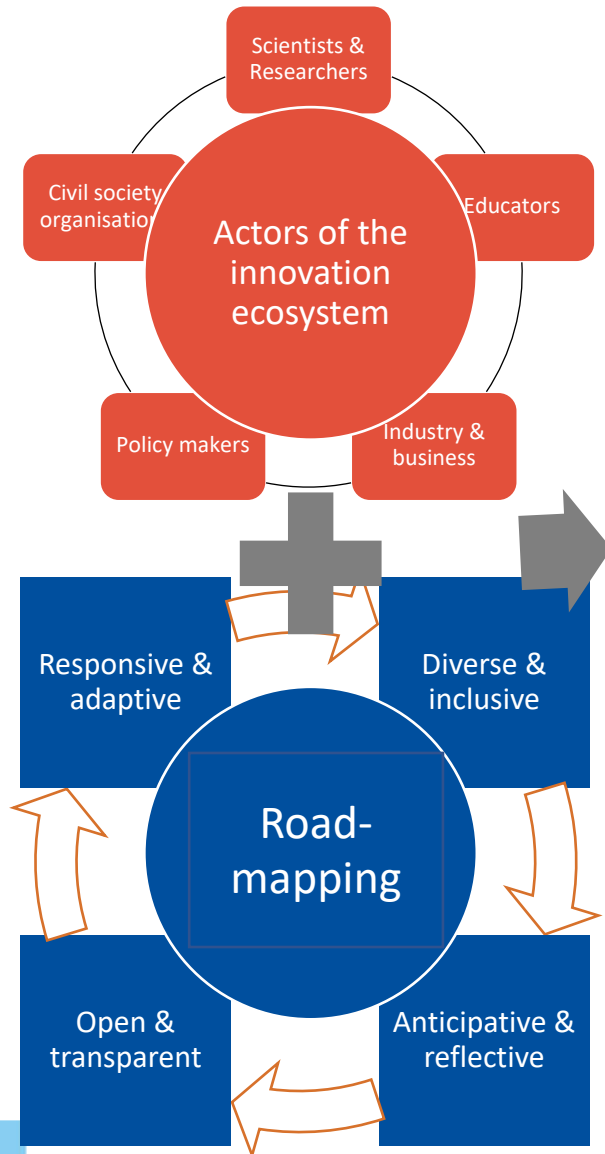 Scientists &
Researchers
Civil society
organisation
Educators
Actors of the
innovation
ecosystem
Policy makers
Industry &
business
Responsive &
adaptive
Diverse &
inclusive
Road-
mapping
Open &
transparent
Anticipative &
reflective